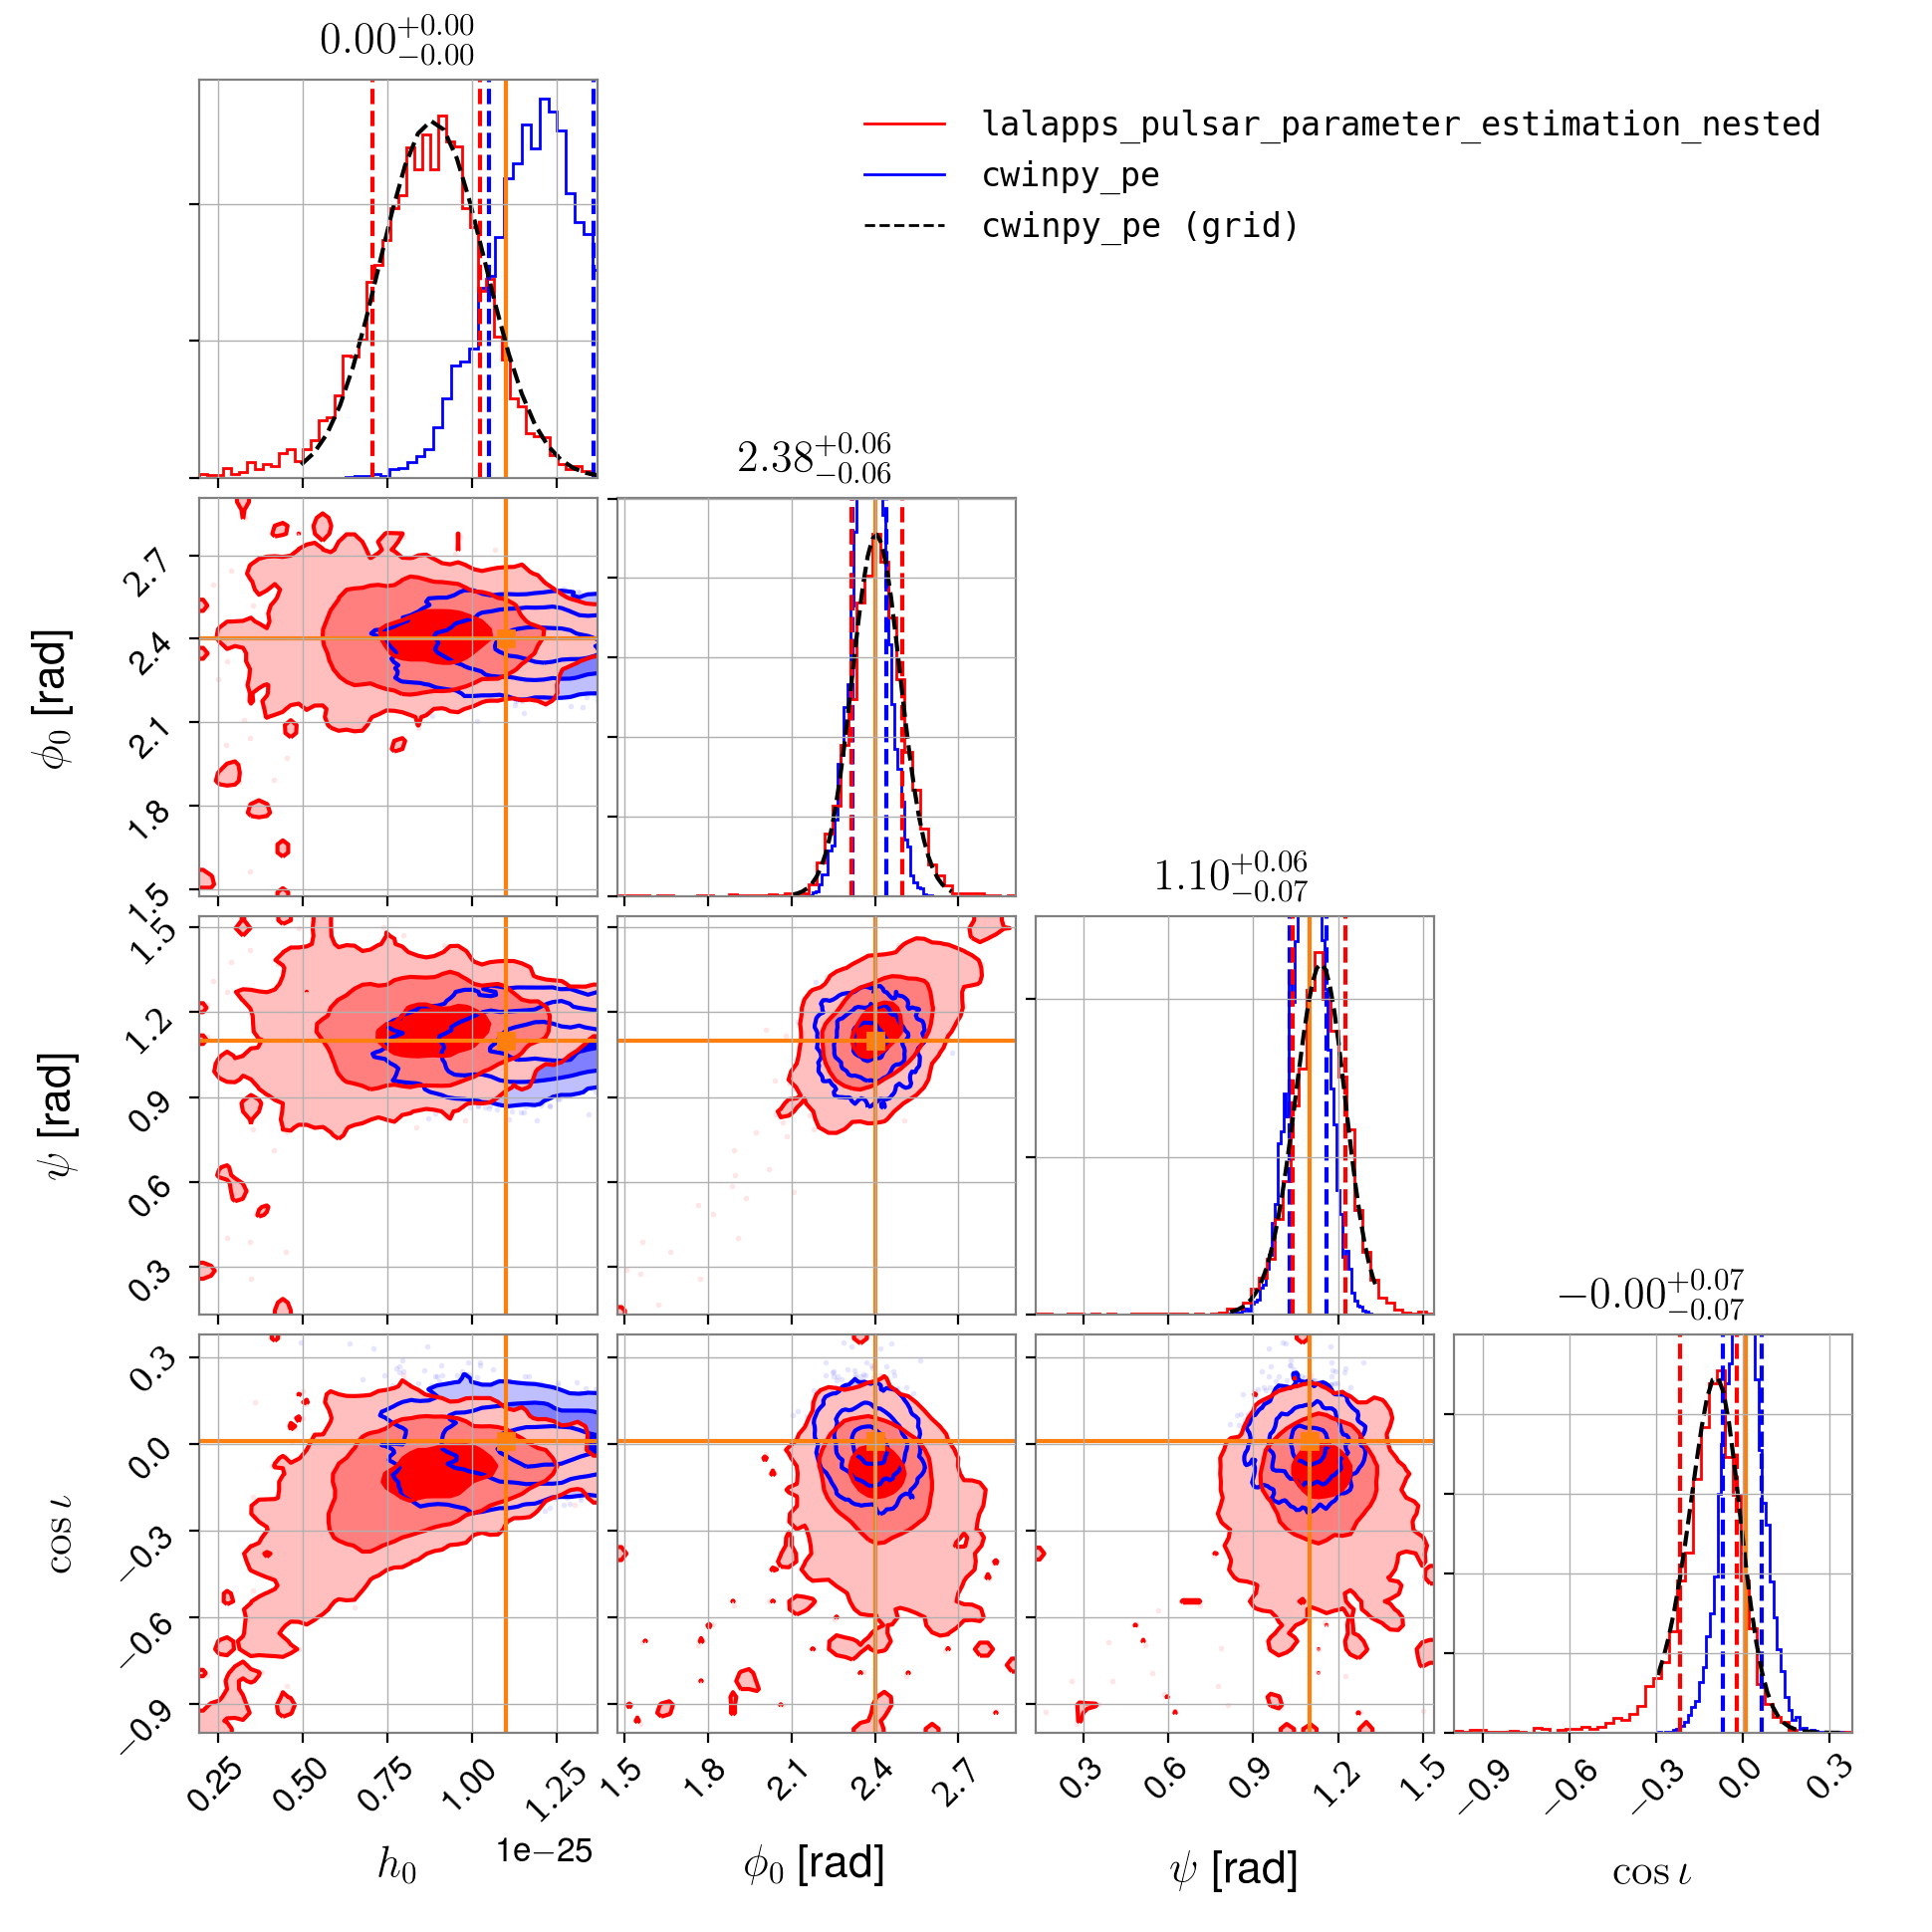 0.00+0.00−0.00
lalapps_pulsar_parameter_estimation_nested
cwinpy_pe
cwinpy_pe (grid)
2.38+0.06−0.06
2.7
2.4
2.1
1.8
1.5
ϕ0 [rad]
1.10+0.06−0.07
1.5
1.2
0.9
0.6
0.3
ψ [rad]
−0.00+0.07−0.07
0.3
0.0
−0.3
−0.6
−0.9
cos ι
0.25 0.50 0.75 1.00 1.25
1.5 1.8 2.1 2.4 2.7
0.3 0.6 0.9 1.2 1.5
−0.9 −0.6 −0.3 0.0 0.3
1e−25
h0
ϕ0 [rad]
ψ [rad]
cos ι